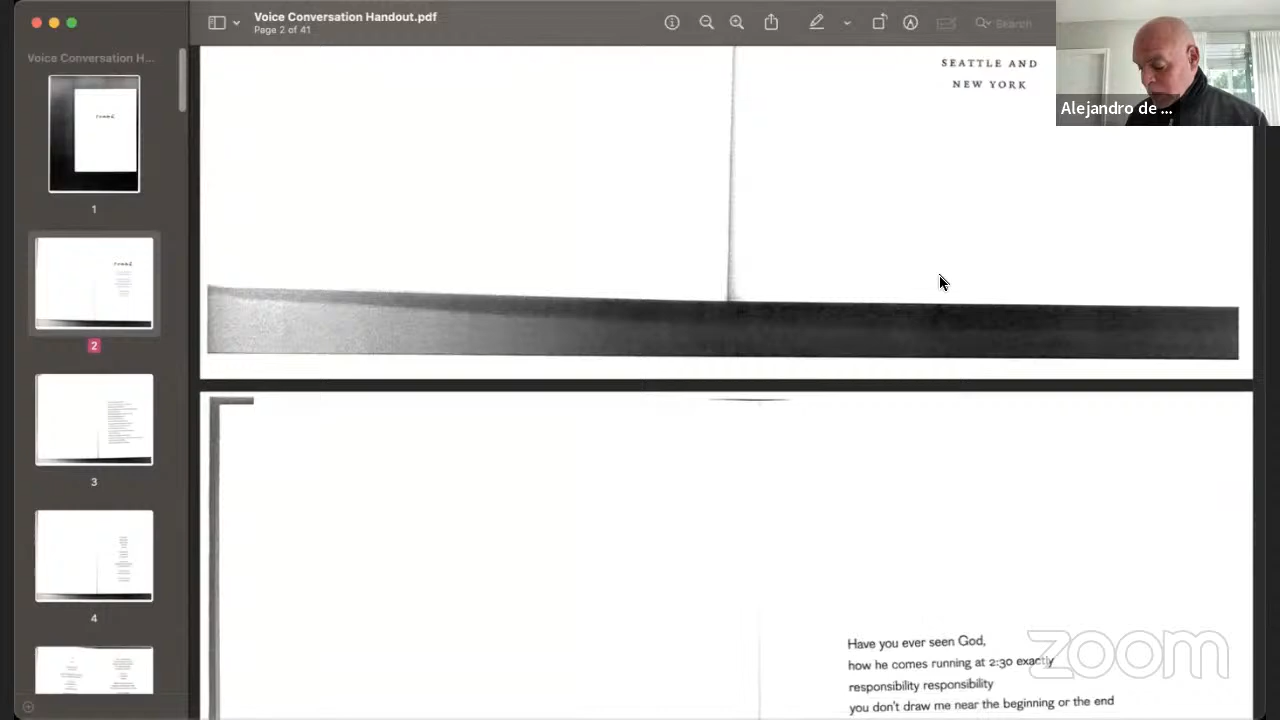 Voice Conversation Handout.pdf
Page 2 of 41
Search
Voice Conversation H...
1
2
3
4
SEATTLE AND
NEW YORK
Alejandro de ...
Have you ever seen God,
how he comes running at 2:30 exactly
responsibility responsibility
you don't draw me near the beginning or the end
zoom